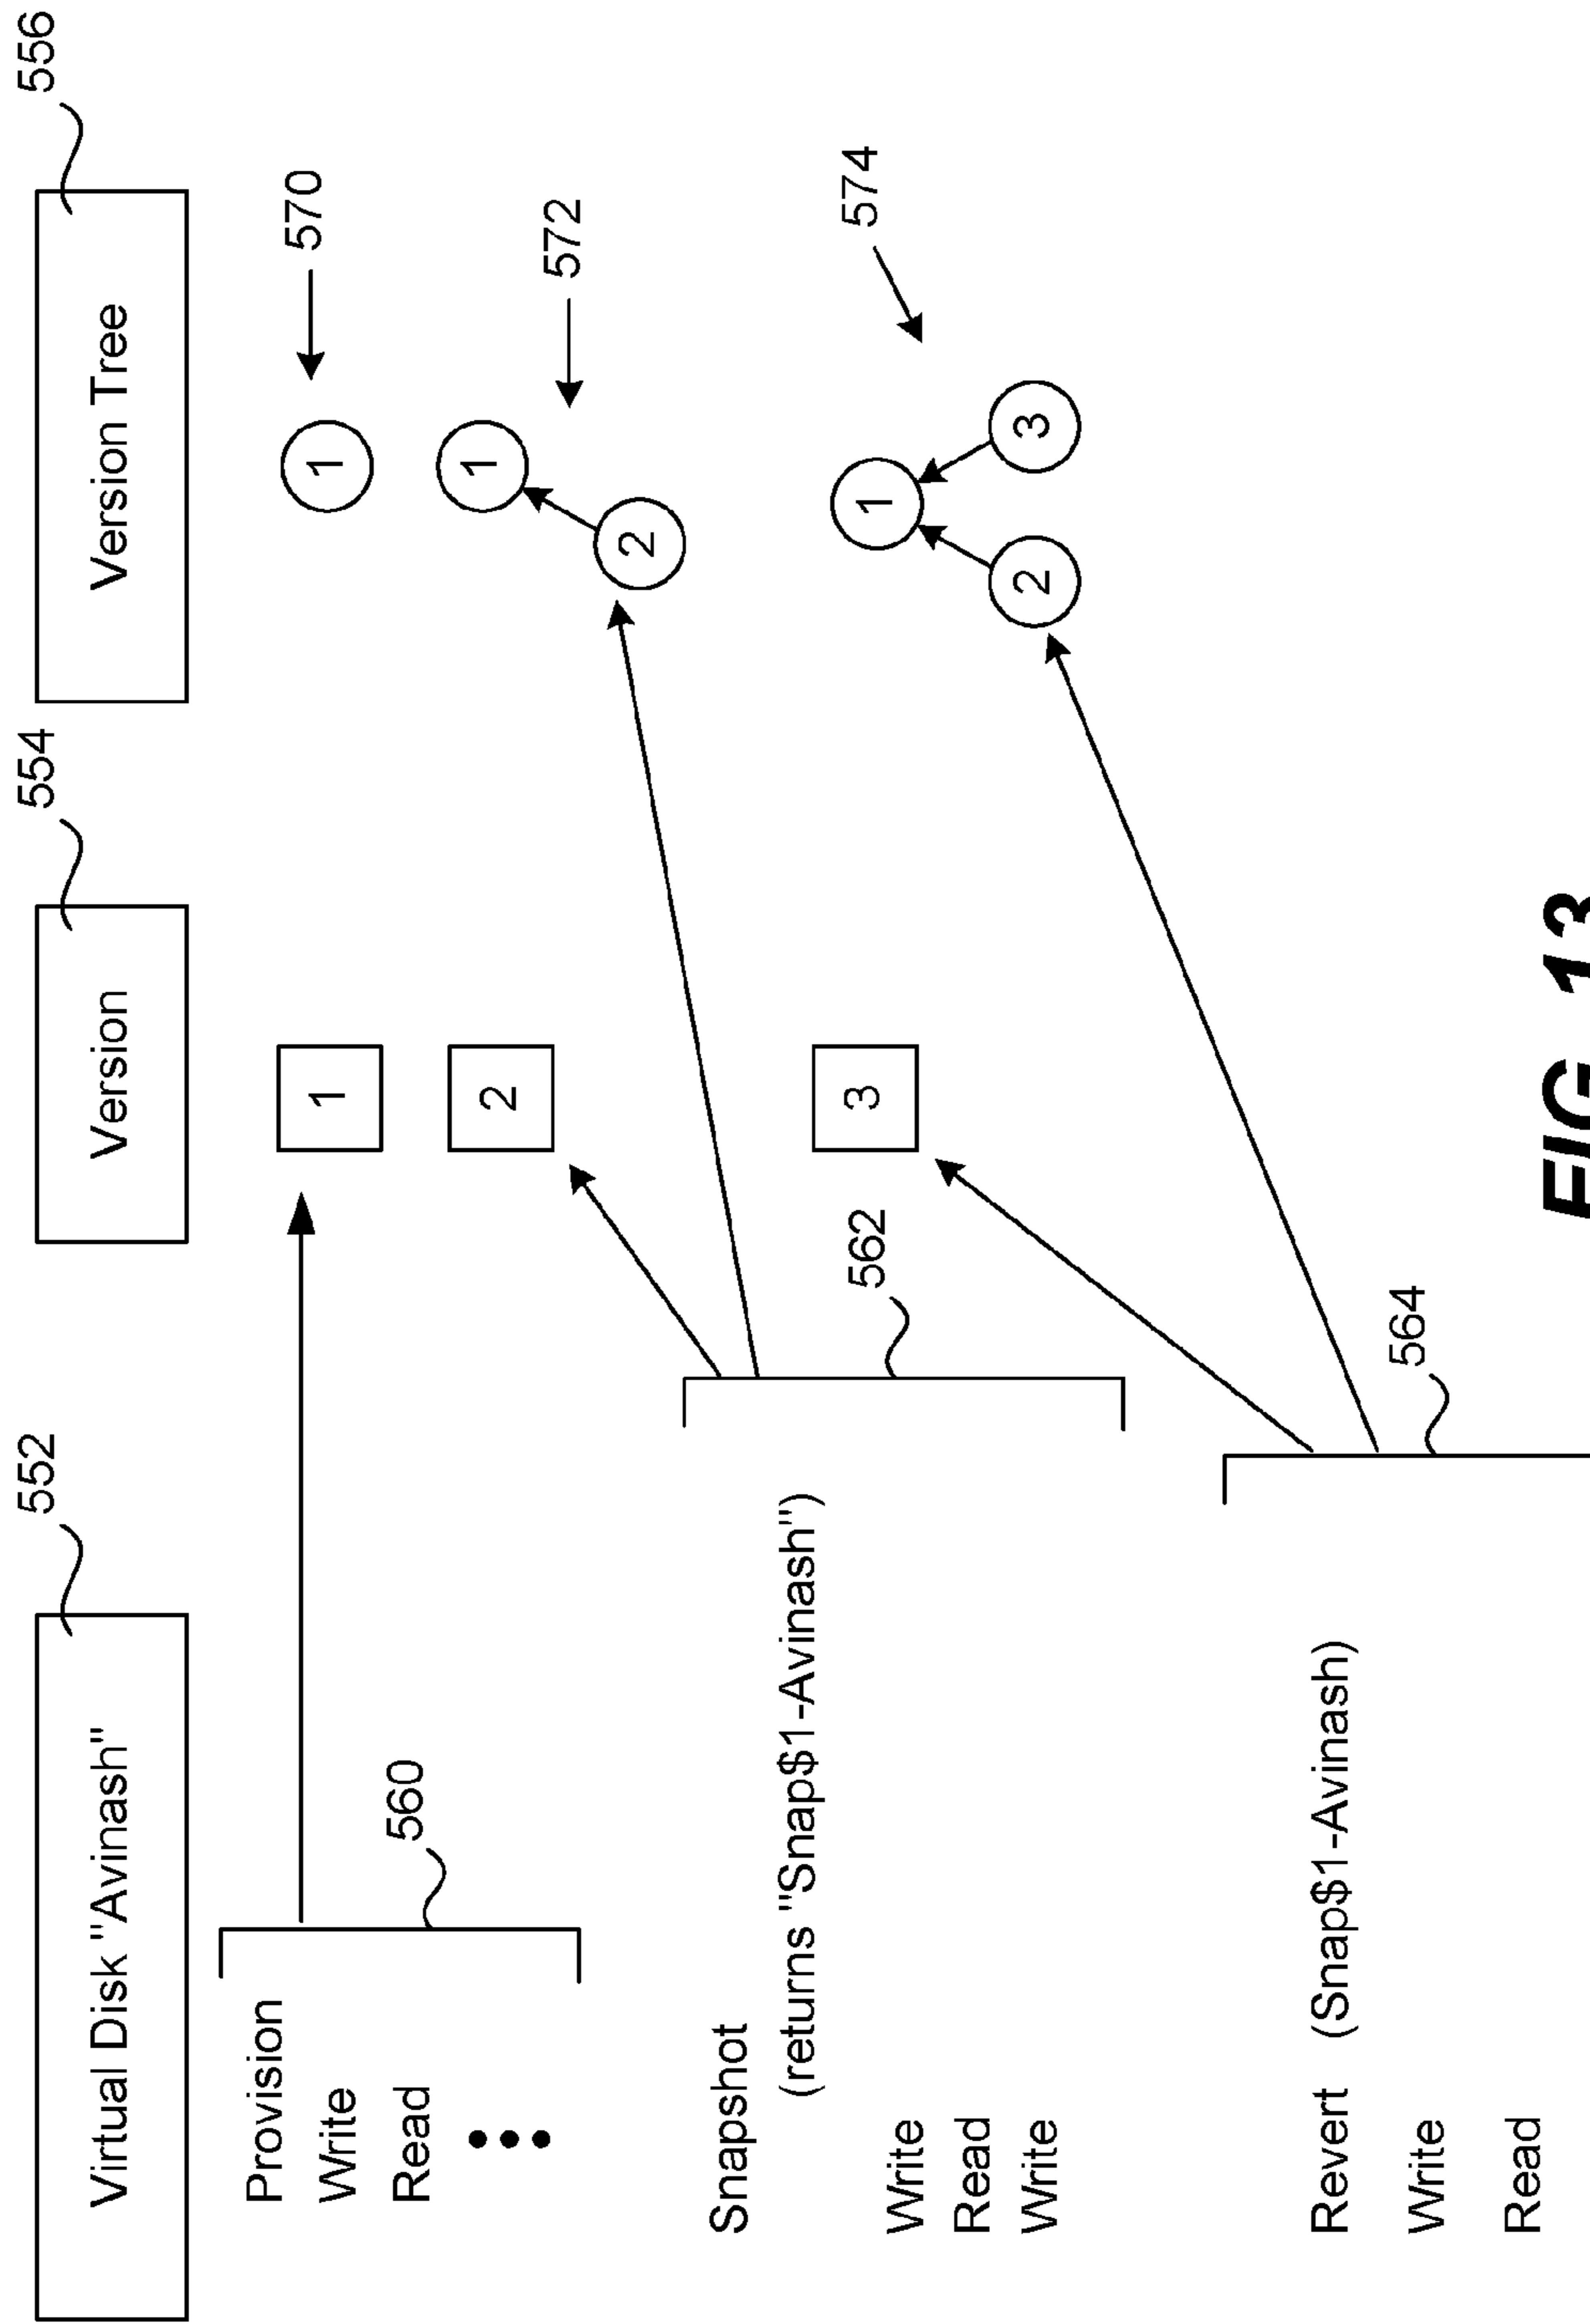 552
554
556
Virtual Disk "Avinash"
Version
Version Tree
Provision
Write
Read
560
1
1
570
2
1
2
572
Snapshot
(returns "Snap$1-Avinash")
Write
Read
Write
562
3
1
2
3
574
Revert (Snap$1-Avinash)
Write
Read
564
FIG. 13